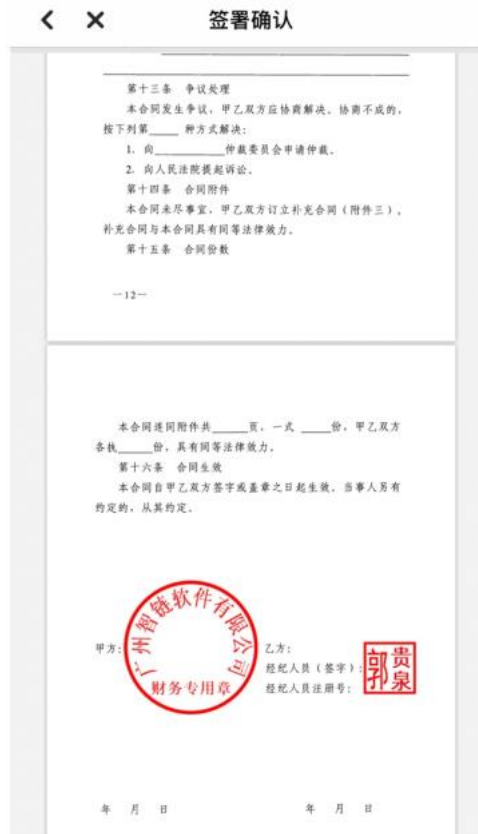 签署确认
第十三条 争议处理
本合同发生争议，甲乙双方应协商解决。协商不成的，
按下列第_____ 种方式解决：
1. 向__________仲裁委员会申请仲裁。
2. 向人民法院提起诉讼。
第十四条 合同附件
本合同未尽事宜，甲乙双方订立补充合同（附件三）。
补充合同与本合同具有同等法律效力。
第十五条 合同份数
—12—
本合同连同附件共_____页，一式 _____份，甲乙双方
各执_____份，具有同等法律效力。
第十六条 合同生效
本合同自甲乙双方签字或盖章之日起生效。当事人另有
约定的，从其约定。
甲方：
广州智链软件有限公司
财务专用章
乙方：
经纪人员（签字）：
经纪人员注册号：
郭贵泉
年 月 日
年 月 日